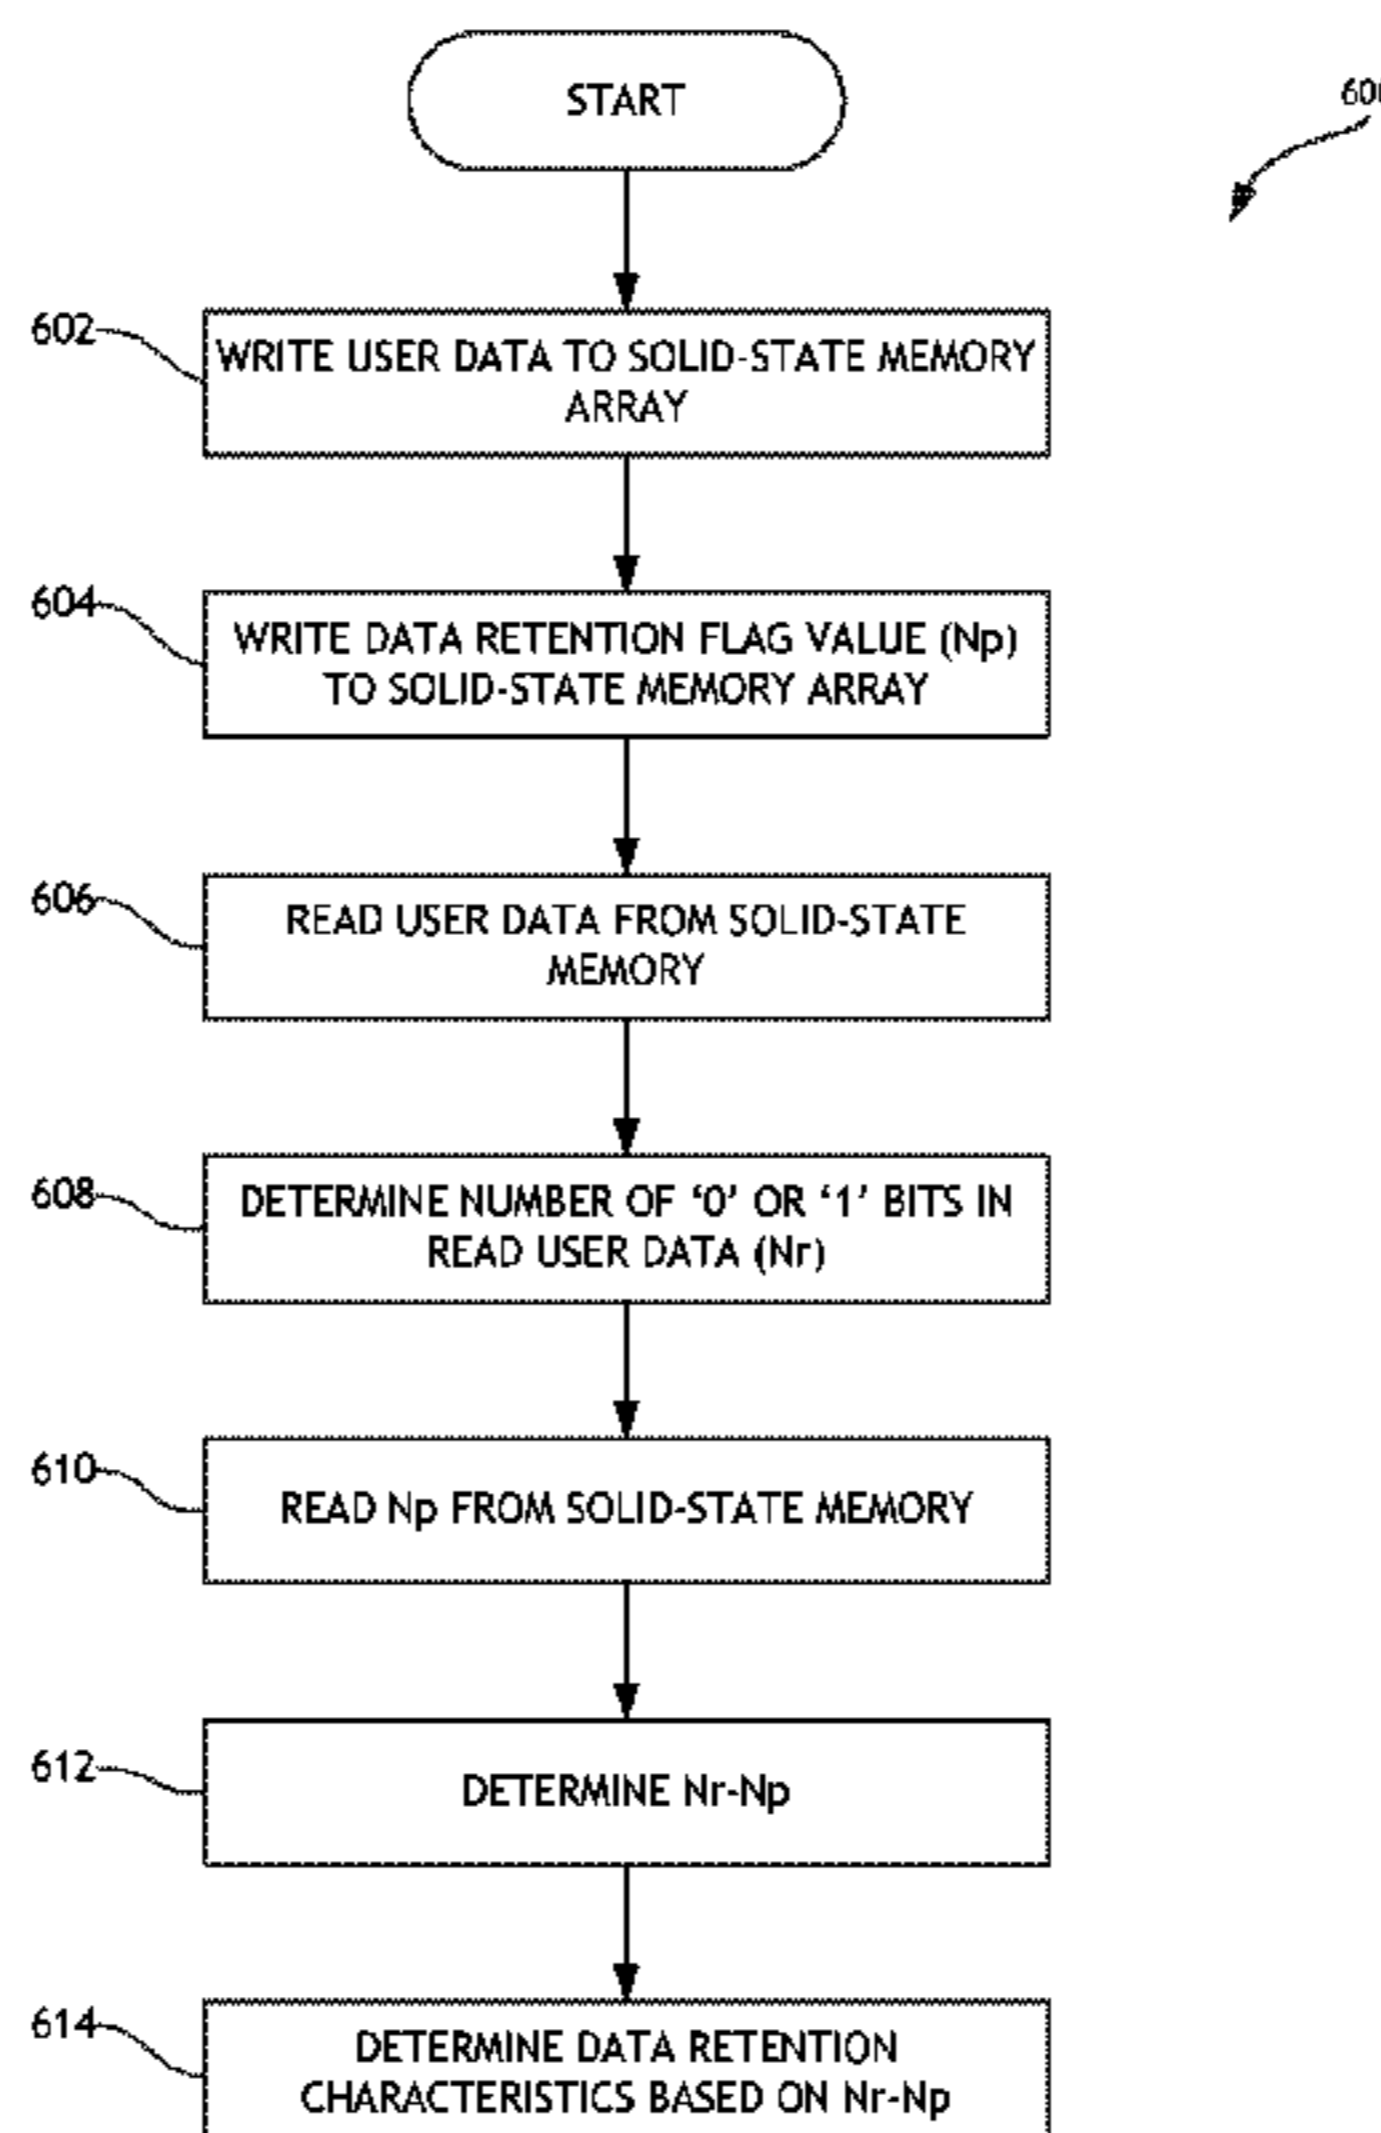 START
600
602
WRITE USER DATA TO SOLID-STATE MEMORY
ARRAY
604
WRITE DATA RETENTION FLAG VALUE (Np)
TO SOLID-STATE MEMORY ARRAY
606
READ USER DATA FROM SOLID-STATE
MEMORY
608
DETERMINE NUMBER OF ‘0’ OR ‘1’ BITS IN
READ USER DATA (Nr)
610
READ Np FROM SOLID-STATE MEMORY
612
DETERMINE Nr-Np
614
DETERMINE DATA RETENTION
CHARACTERISTICS BASED ON Nr-Np